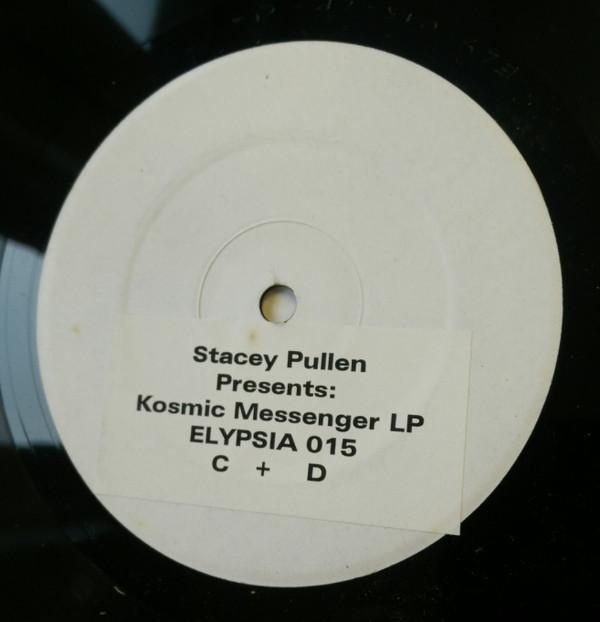 Stacey Pullen
Presents:
Kosmic Messenger LP
ELYPSIA 015
C + D